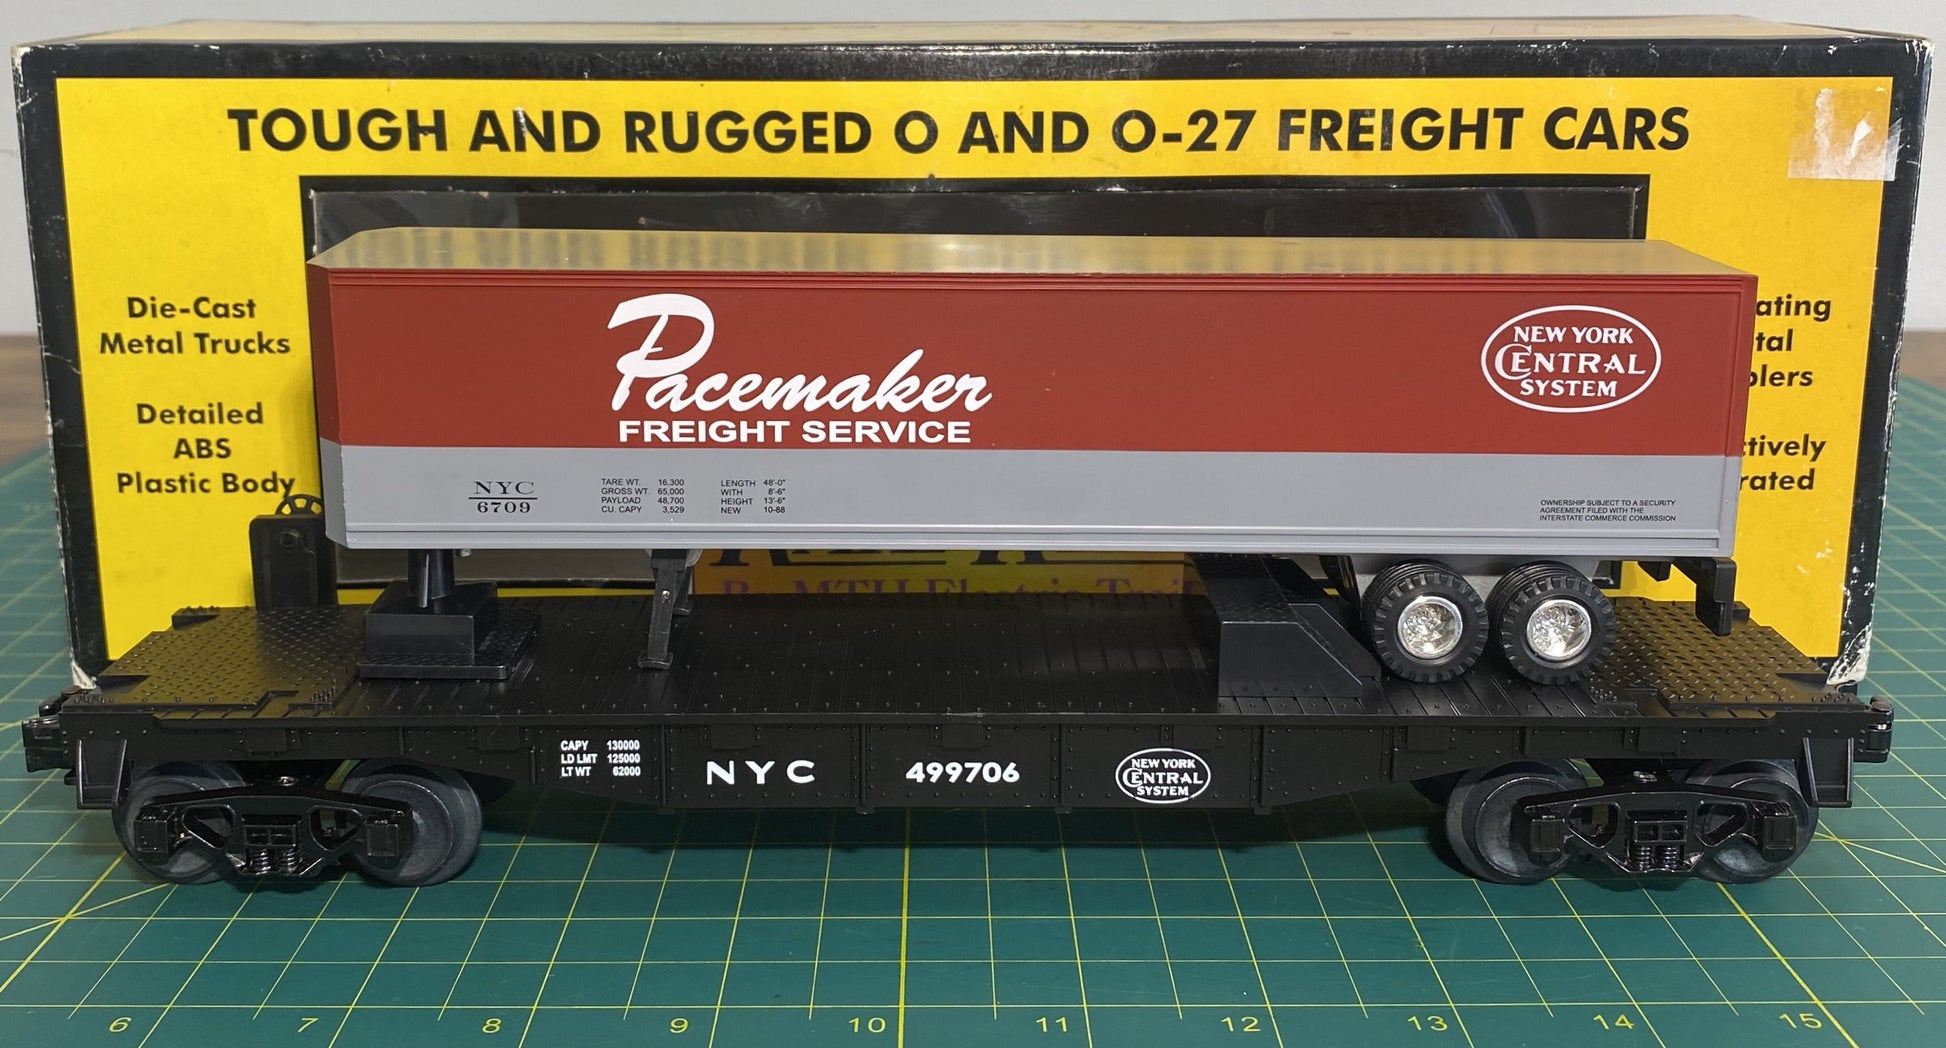 TOUGH AND RUGGED O AND O-27 FREIGHT CARS
Die-Cast
Metal Trucks
Detailed
ABS
Plastic Body
Pacemaker
FREIGHT SERVICE
NEW YORK
CENTRAL
SYSTEM
NYC
6709
TARE WT. 16,300
GROSS WT. 65,000
PAYLOAD 48,700
CU. CAPY 3,529
LENGTH 48'-0"
WITH 8'-6"
HEIGHT 13'-6"
NEW 10-88
OWNERSHIP SUBJECT TO A SECURITY
AGREEMENT FILED WITH THE
INTERSTATE COMMERCE COMMISSION
ating
tal
plers
ctively
rated
By MTH Electric Trai
CAPY 130000
LD LMT 125000
LT WT 62000
NYC
499706
NEW YORK
CENTRAL
SYSTEM
6 7 8 9 10 11 12 13 14 15